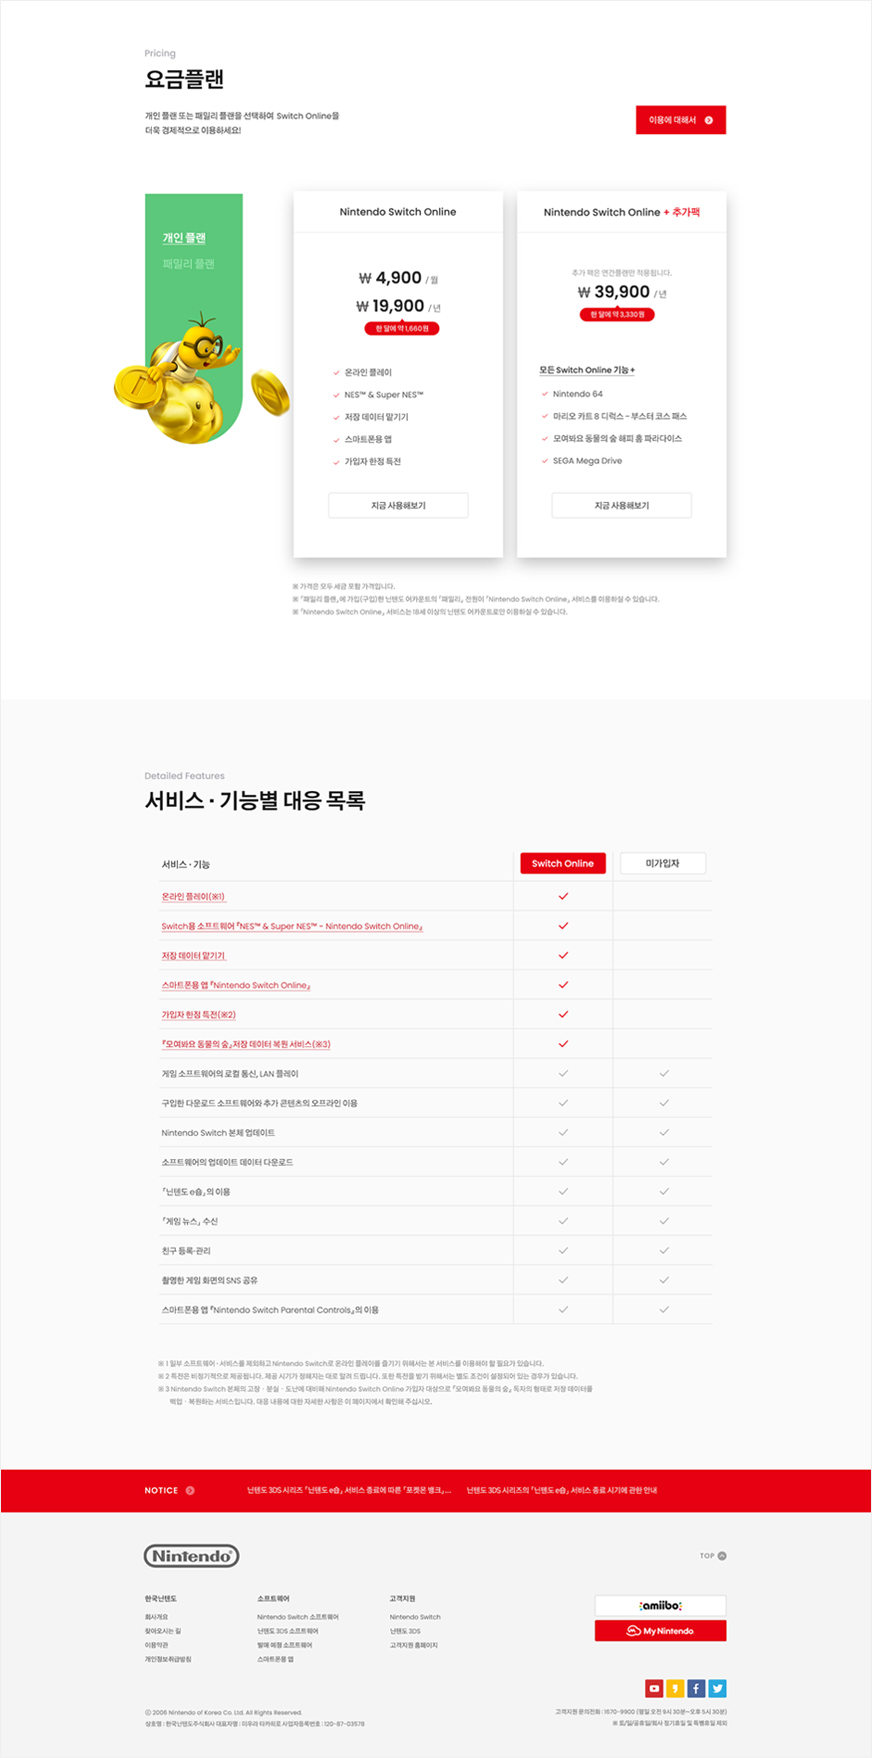 Pricing
요금플랜
개인 플랜 또는 패밀리 플랜을 선택하여 Switch Online을
더욱 경제적으로 이용하세요!
이용에 대해서
개인 플랜
패밀리 플랜
Nintendo Switch Online
₩ 4,900 / 월
₩ 19,900 / 년
한 달에 약 1,660원
온라인 플레이
NES™ & Super NES™
저장 데이터 맡기기
스마트폰용 앱
가입자 한정 특전
지금 사용해보기
Nintendo Switch Online + 추가팩
추가 팩은 연간플랜만 적용됩니다.
₩ 39,900 / 년
한 달에 약 3,330원
모든 Switch Online 기능 +
Nintendo 64
마리오 카트 8 디럭스 - 부스터 코스 패스
모여봐요 동물의 숲 해피 홈 파라다이스
SEGA Mega Drive
지금 사용해보기
※ 가격은 모두 세금 포함 가격입니다.
※ 「패밀리 플랜」에 가입(구입)한 닌텐도 어카운트의 「패밀리」 전원이 「Nintendo Switch Online」 서비스를 이용하실 수 있습니다.
※ 「Nintendo Switch Online」 서비스는 18세 이상의 닌텐도 어카운트로만 이용하실 수 있습니다.
Detailed Features
서비스 · 기능별 대응 목록
서비스 · 기능 Switch Online 미가입자
온라인 플레이(※1)
Switch용 소프트웨어 『NES™ & Super NES™ - Nintendo Switch Online』
저장 데이터 맡기기
스마트폰용 앱 『Nintendo Switch Online』
가입자 한정 특전(※2)
『모여봐요 동물의 숲』저장 데이터 복원 서비스(※3)
게임 소프트웨어의 로컬 통신, LAN 플레이
구입한 다운로드 소프트웨어와 추가 콘텐츠의 오프라인 이용
Nintendo Switch 본체 업데이트
소프트웨어의 업데이트 데이터 다운로드
「닌텐도 e숍」의 이용
「게임 뉴스」 수신
친구 등록·관리
촬영한 게임 화면의 SNS 공유
스마트폰용 앱 『Nintendo Switch Parental Controls』의 이용
※ 1 일부 소프트웨어 · 서비스를 제외하고 Nintendo Switch로 온라인 플레이를 즐기기 위해서는 본 서비스를 이용해야 할 필요가 있습니다.
※ 2 특전은 비정기적으로 제공됩니다. 제공 시기가 정해지는 대로 알려 드립니다. 또한 특전을 받기 위해서는 별도 조건이 설정되어 있는 경우가 있습니다.
※ 3 Nintendo Switch 본체의 고장 · 분실 · 도난에 대비해 Nintendo Switch Online 가입자 대상으로 『모여봐요 동물의 숲』 독자의 형태로 저장 데이터를
백업 · 복원하는 서비스입니다. 대응 내용에 대한 자세한 사항은 이 페이지에서 확인해 주십시오.
NOTICE
닌텐도 3DS 시리즈 「닌텐도 e숍」 서비스 종료에 따른 「포켓몬 뱅크」...
닌텐도 3DS 시리즈의 「닌텐도 e숍」 서비스 종료 시기에 관한 안내
Nintendo®
TOP
한국닌텐도
회사개요
찾아오시는 길
이용약관
개인정보취급방침
소프트웨어
Nintendo Switch 소프트웨어
닌텐도 3DS 소프트웨어
발매 예정 소프트웨어
스마트폰용 앱
고객지원
Nintendo Switch
닌텐도 3DS
고객지원 홈페이지
amiibo
My Nintendo
ⓒ 2006 Nintendo of Korea Co. Ltd. All Rights Reserved.
상호명 : 한국닌텐도주식회사 대표자명 : 미우라 타카히로 사업자등록번호 : 120-87-03578
고객지원 문의전화 : 1670-9900 (평일 오전 9시 30분~오후 5시 30분)
※ 토/일/공휴일/회사 정기휴일 및 특별휴일 제외